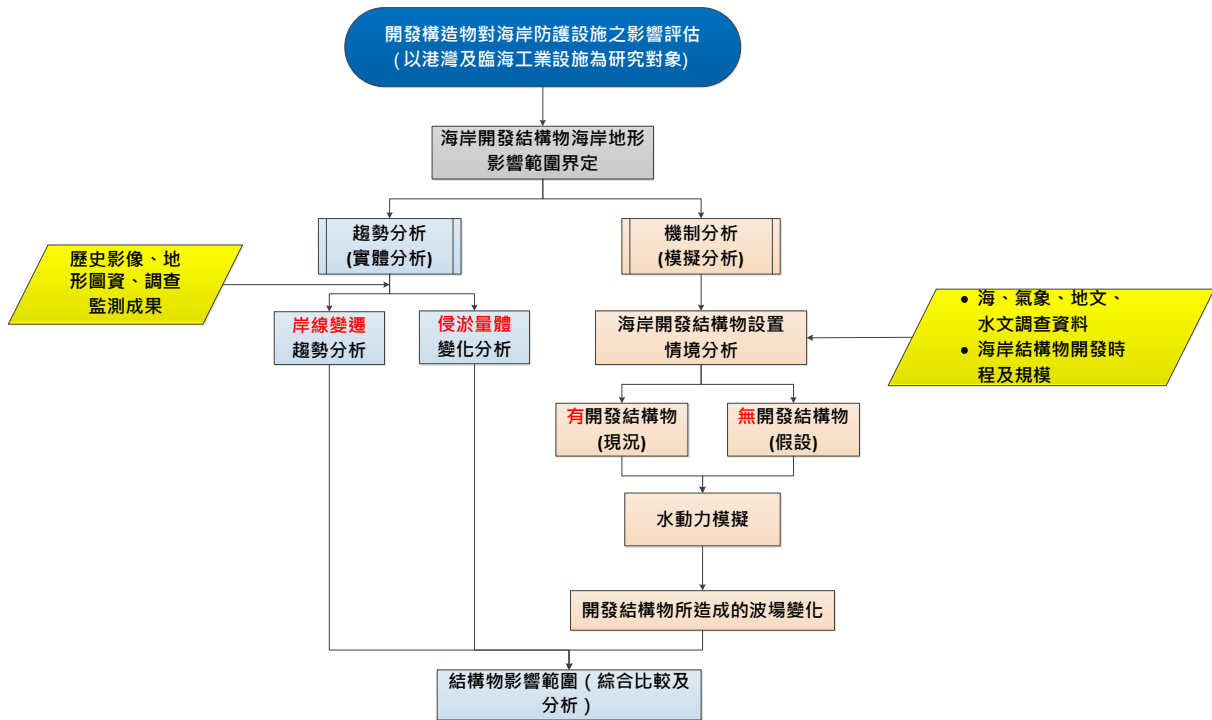 開發構造物對海岸防護設施之影響評估
(以港灣及臨海工業設施為研究對象)
海岸開發結構物海岸地形
影響範圍界定
趨勢分析
(實體分析)
機制分析
(模擬分析)
歷史影像、地
形圖資、調查
監測成果
岸線變遷
趨勢分析
侵淤量體
變化分析
海岸開發結構物設置
情境分析
● 海、氣象、地文、
水文調查資料
● 海岸結構物開發時
程及規模
有開發結構物
(現況)
無開發結構物
(假設)
水動力模擬
開發結構物所造成的波場變化
結構物影響範圍(綜合比較及
分析)